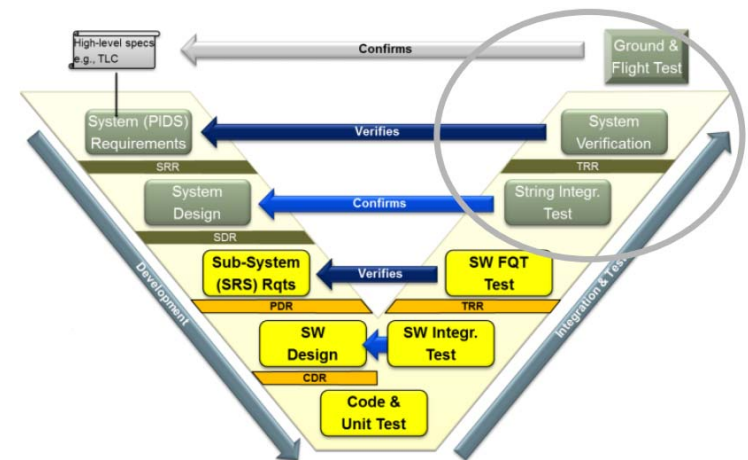 High-level specs
e.g., TLC
Confirms
Ground &
Flight Test
System (PIDS)
Requirements
Verifies
System
Verification
SRR
TRR
System
Design
Confirms
String Integr.
Test
SDR
Sub-System
(SRS) Rqts
Verifies
SW FQT
Test
PDR
TRR
SW
Design
SW Integr.
Test
CDR
Code &
Unit Test
Development
Integration & Test